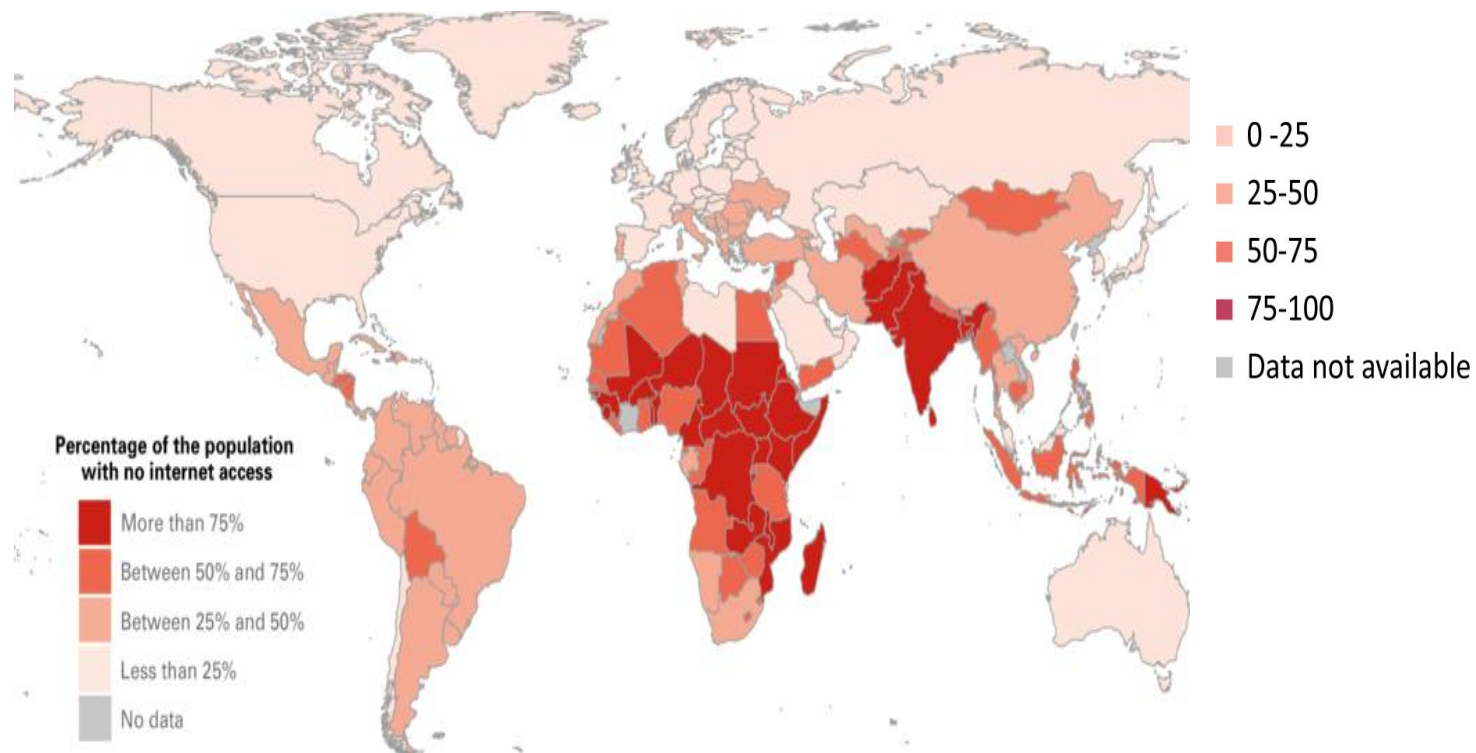 Percentage of the population
with no internet access
More than 75%
Between 50% and 75%
Between 25% and 50%
Less than 25%
No data
0 -25
25-50
50-75
75-100
Data not available